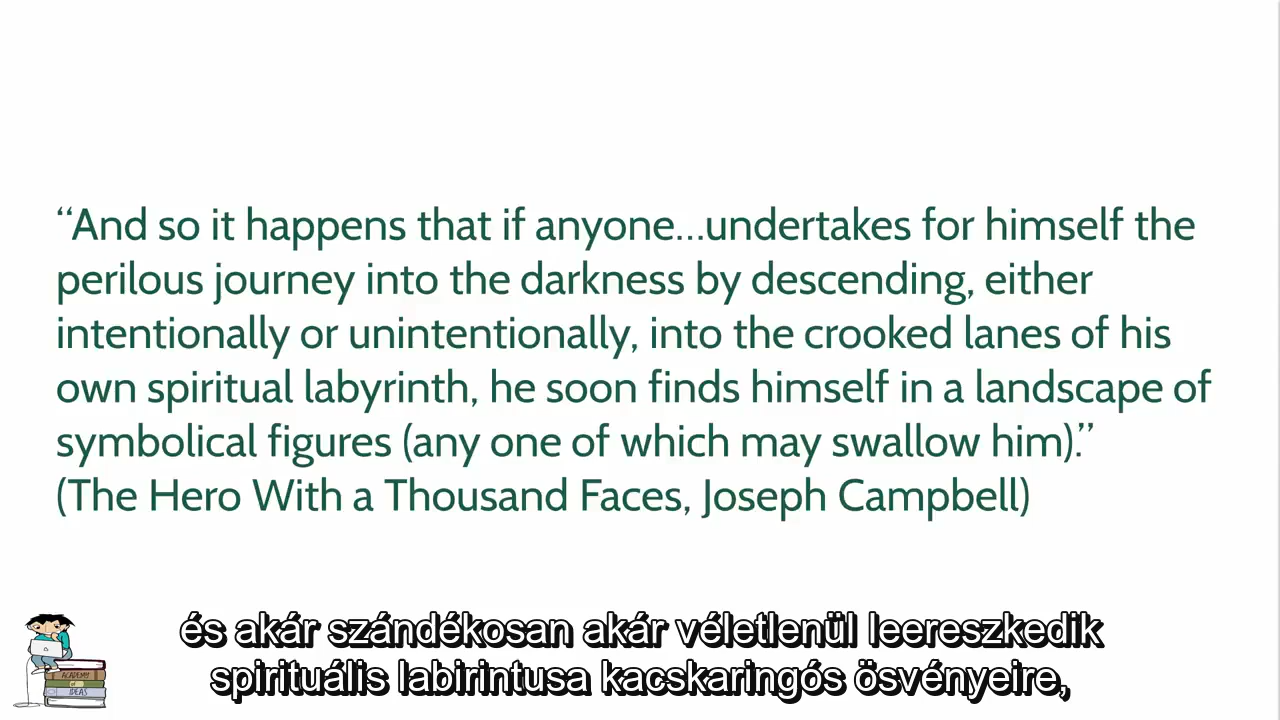 “And so it happens that if anyone...undertakes for himself the
perilous journey into the darkness by descending, either
intentionally or unintentionally, into the crooked lanes of his
own spiritual labyrinth, he soon finds himself in a landscape of
symbolical figures (any one of which may swallow him).”
(The Hero With a Thousand Faces, Joseph Campbell)
és akár szándékosan akár véletlenül leereszkedik
spirituális labirintusa kacskaringós ösvényeire,
ACADEMY
of
IDEAS